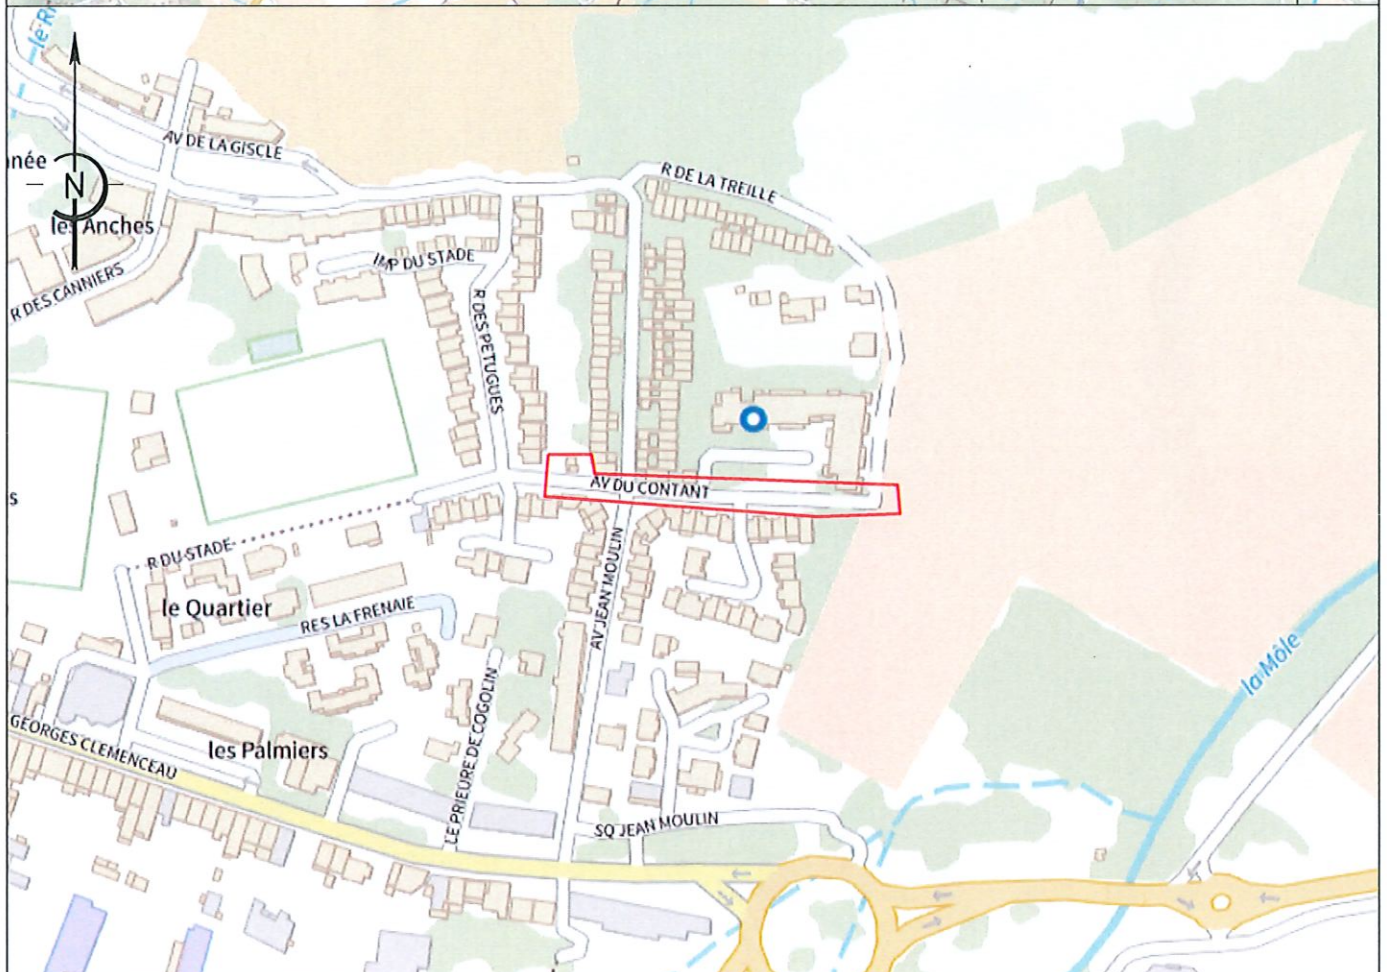 le Ri
AV DE LA GISCLE
R DE LA TREILLE
née
N
les Anches
IMP DU STADE
R DES CANNIERS
R DES PETUGUES
AV DU CONTANT
s
R DU STADE
AV JEAN MOULIN
le Quartier
RES LA FRENAIE
la Môle
LE PRIEURE DE COGOLIN
GEORGES CLEMENCEAU
les Palmiers
SQ JEAN MOULIN